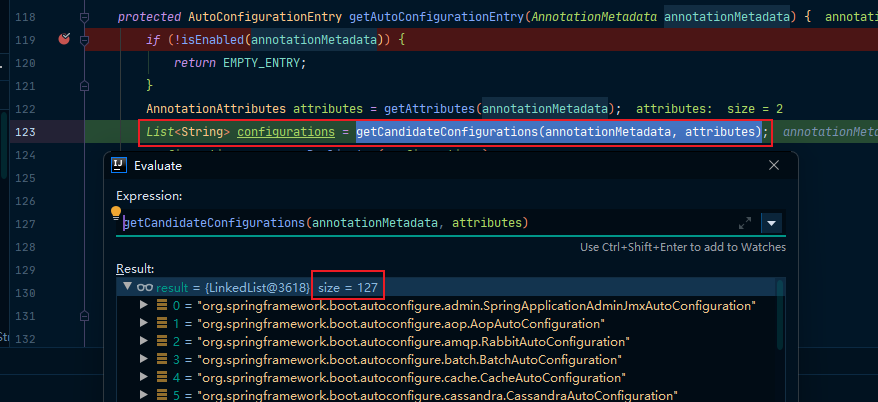 118 protected AutoConfigurationEntry getAutoConfigurationEntry(AnnotationMetadata annotationMetadata) { annotati
119 if (!isEnabled(annotationMetadata)) {
120 return EMPTY_ENTRY;
121 }
122 AnnotationAttributes attributes = getAttributes(annotationMetadata); attributes: size = 2
123 List<String> configurations = getCandidateConfigurations(annotationMetadata, attributes); annotationMeta
124
125 Evaluate
126 Expression:
127 getCandidateConfigurations(annotationMetadata, attributes)
128 Use Ctrl+Shift+Enter to add to Watches
129 Result:
result = {LinkedList@3618} size = 127
130 0 = "org.springframework.boot.autoconfigure.admin.SpringApplicationAdminJmxAutoConfiguration"
131 1 = "org.springframework.boot.autoconfigure.aop.AopAutoConfiguration"
132 2 = "org.springframework.boot.autoconfigure.amqp.RabbitAutoConfiguration"
3 = "org.springframework.boot.autoconfigure.batch.BatchAutoConfiguration"
4 = "org.springframework.boot.autoconfigure.cache.CacheAutoConfiguration"
5 = "org.springframework.boot.autoconfigure.cassandra.CassandraAutoConfiguration"